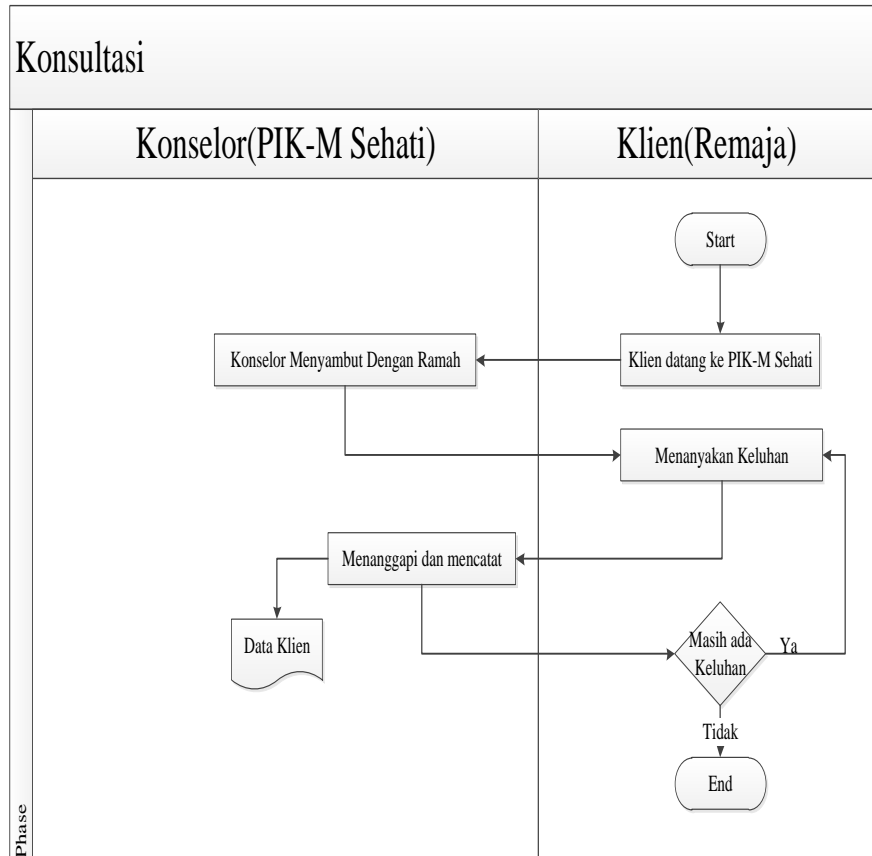 Konsultasi
Konselor(PIK-M Sehati)
Klien(Remaja)
Start
Konselor Menyambut Dengan Ramah
Klien datang ke PIK-M Sehati
Menanyakan Keluhan
Menanggapi dan mencatat
Data Klien
Masih ada
Keluhan
Ya
Tidak
End
Phase